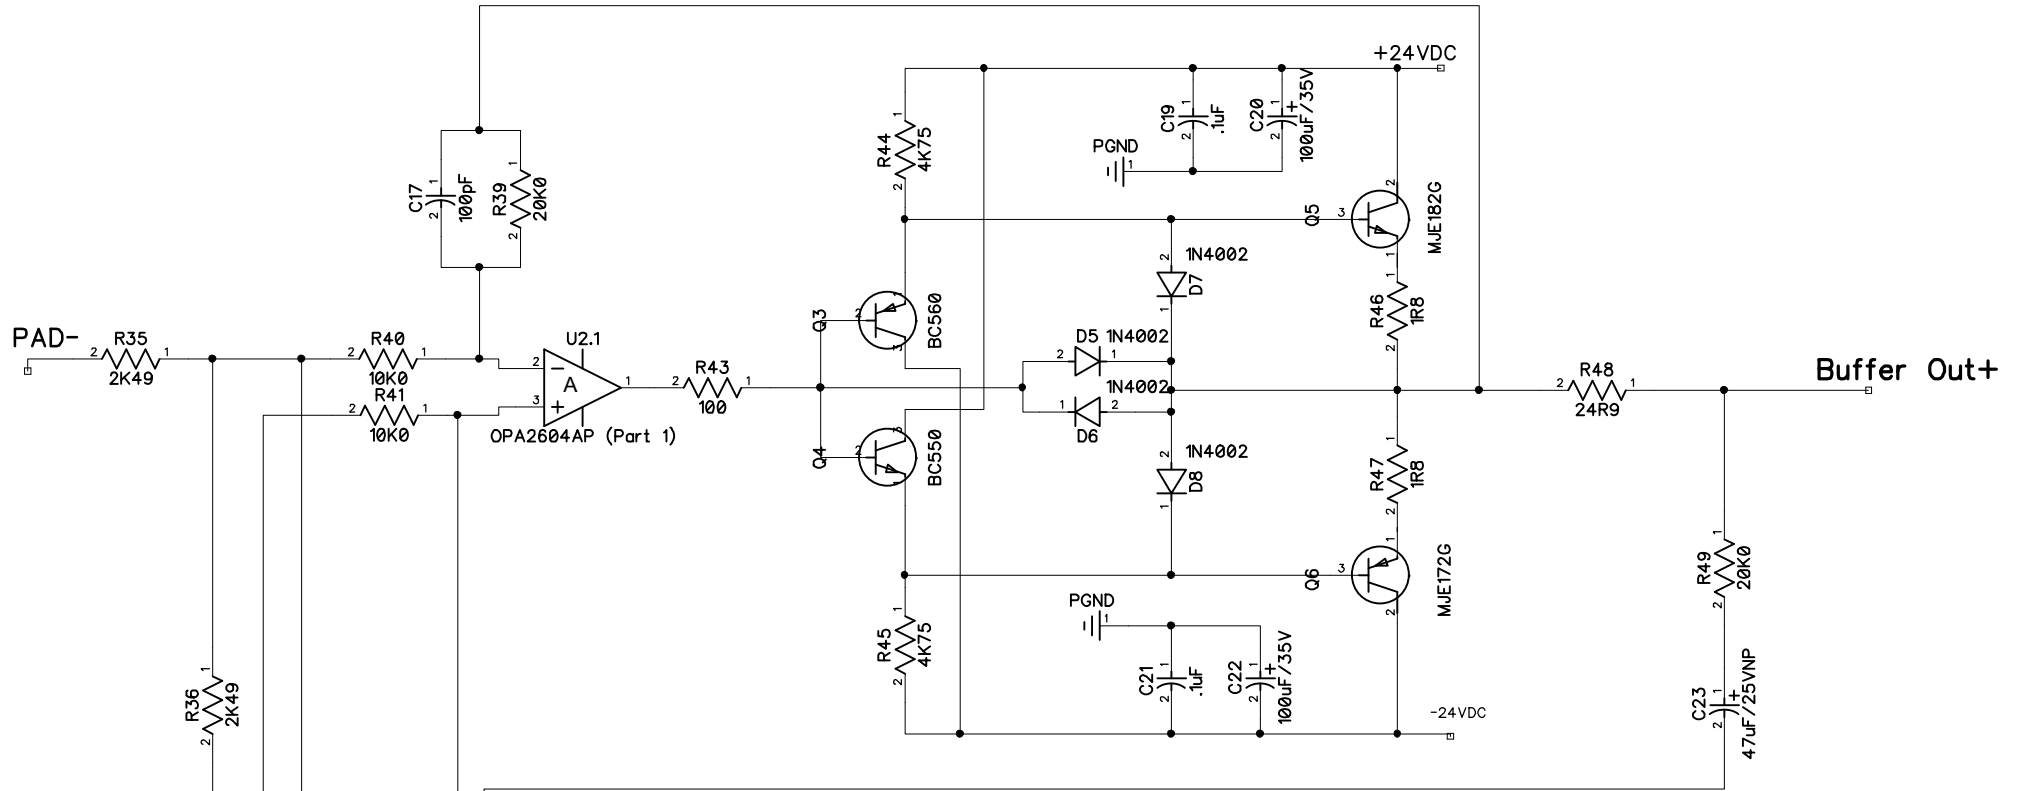 +24VDC
R44
4K75
C19
.1uF
C20
100uF/35V
PGND
C17
100pF
R39
20K0
Q5
MJE182G
1N4002
D7
Q3
BC560
R46
1R8
PAD-
R35
2K49
R40
10K0
R41
10K0
U2.1
A
OPA2604AP (Part 1)
R43
100
D5 1N4002
1N4002
D6
Buffer Out+
R48
24R9
Q4
BC550
1N4002
D8
R47
1R8
Q6
MJE172G
R49
20K0
PGND
R45
4K75
C21
.1uF
C22
100uF/35V
-24VDC
R36
2K49
C23
47uF/25VNP